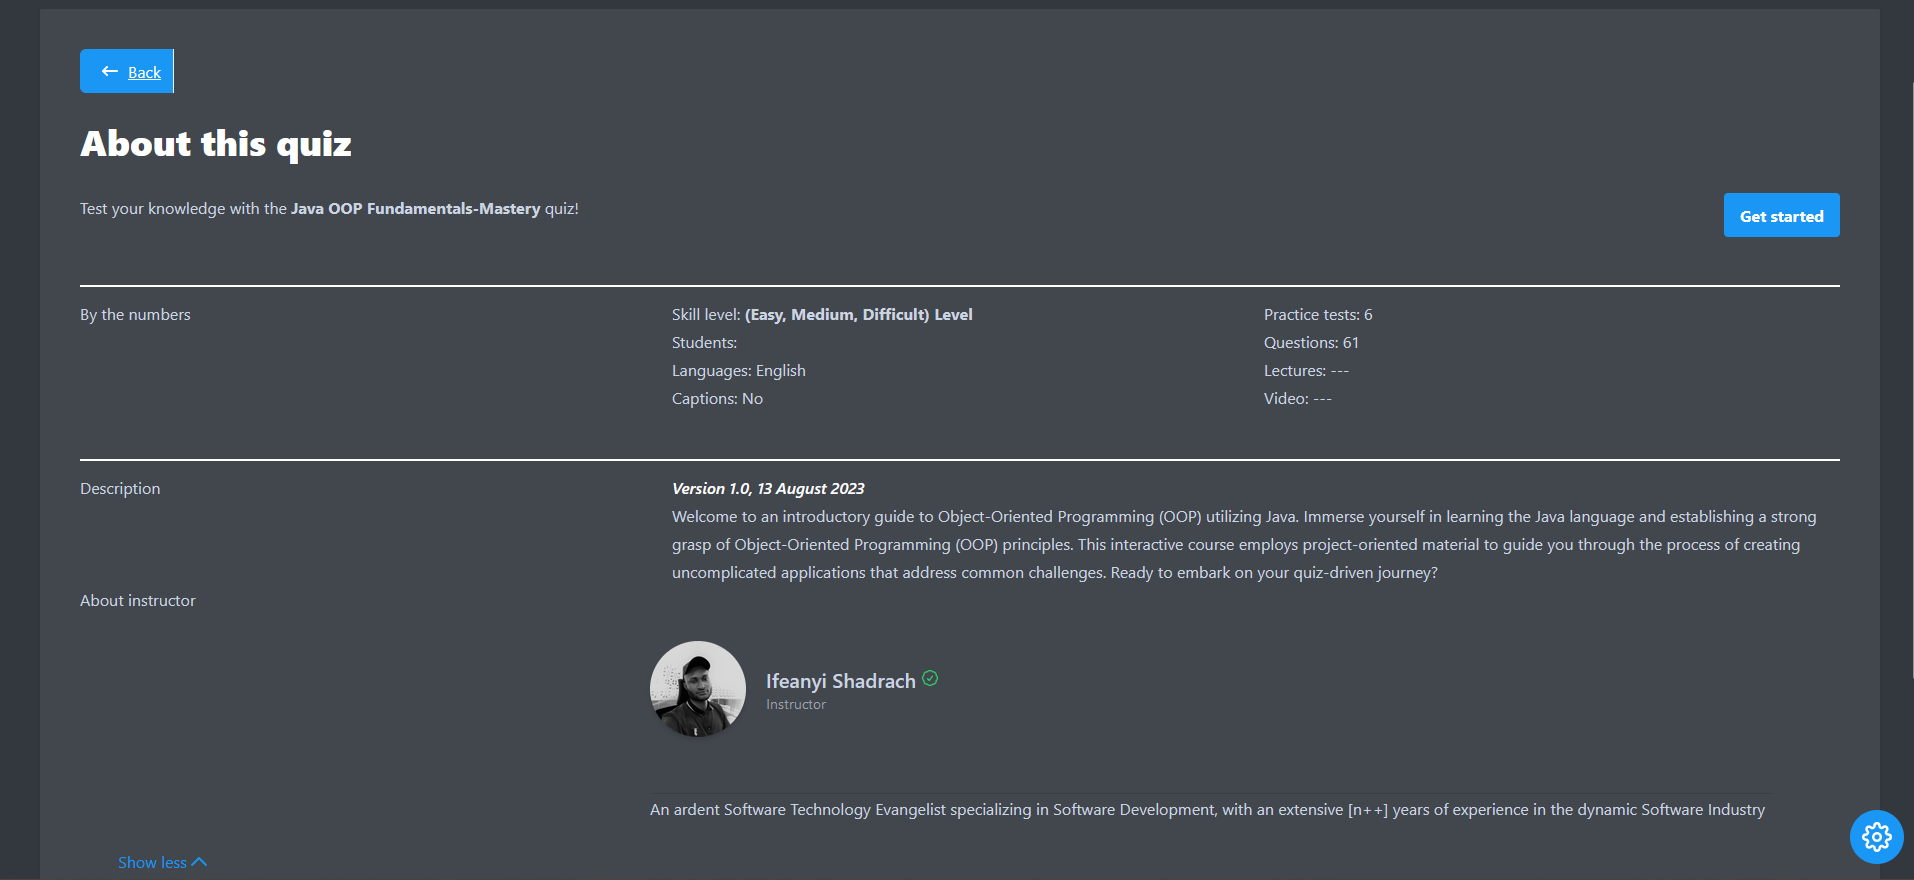 Back
About this quiz
Test your knowledge with the Java OOP Fundamentals-Mastery quiz!
Get started
By the numbers
Skill level: (Easy, Medium, Difficult) Level
Students:
Languages: English
Captions: No
Practice tests: 6
Questions: 61
Lectures: ---
Video: ---
Description
Version 1.0, 13 August 2023
Welcome to an introductory guide to Object-Oriented Programming (OOP) utilizing Java. Immerse yourself in learning the Java language and establishing a strong
grasp of Object-Oriented Programming (OOP) principles. This interactive course employs project-oriented material to guide you through the process of creating
uncomplicated applications that address common challenges. Ready to embark on your quiz-driven journey?
About instructor
Ifeanyi Shadrach
Instructor
An ardent Software Technology Evangelist specializing in Software Development, with an extensive [n++] years of experience in the dynamic Software Industry
Show less